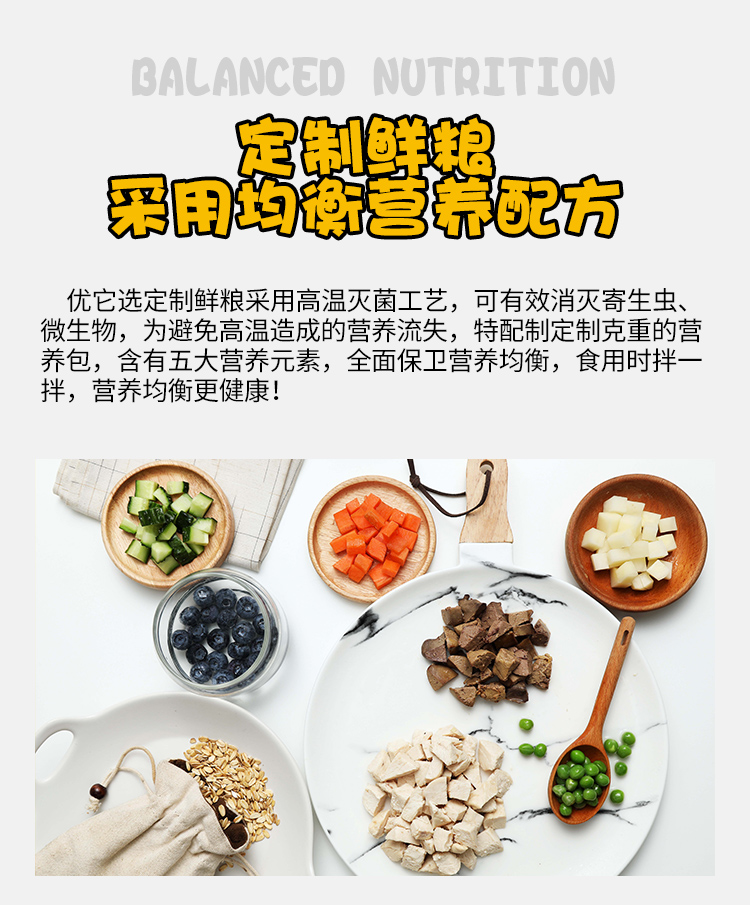 BALANCED NUTRITION
定制鲜粮
采用均衡营养配方
优它选定制鲜粮采用高温灭菌工艺，可有效消灭寄生虫、
微生物，为避免高温造成的营养流失，特配制定制克重的营
养包，含有五大营养元素，全面保卫营养均衡，食用时拌一
拌，营养均衡更健康！